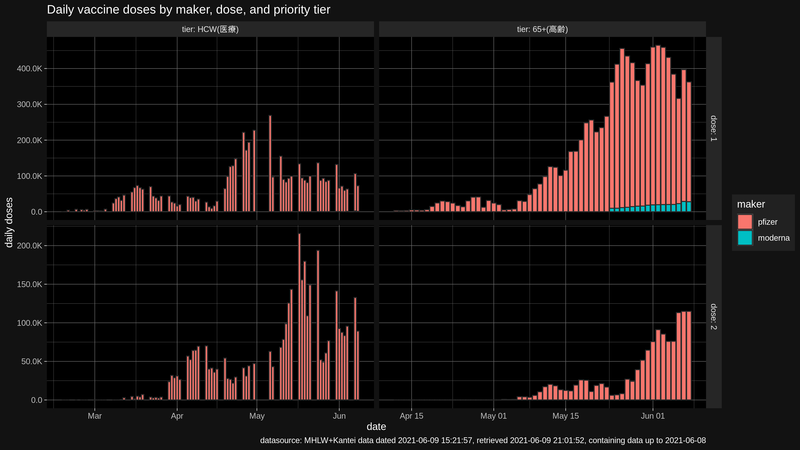 Daily vaccine doses by maker, dose, and priority tier
tier: HCW(医療)
tier: 65+(高齢)
400.0K
300.0K
200.0K
100.0K
0.0
dose: 1
200.0K
150.0K
100.0K
50.0K
0.0
dose: 2
daily doses
maker
pfizer
moderna
Mar
Apr
May
Jun
Apr 15
May 01
May 15
Jun 01
date
datasource: MHLW+Kantei data dated 2021-06-09 15:21:57, retrieved 2021-06-09 21:01:52, containing data up to 2021-06-08